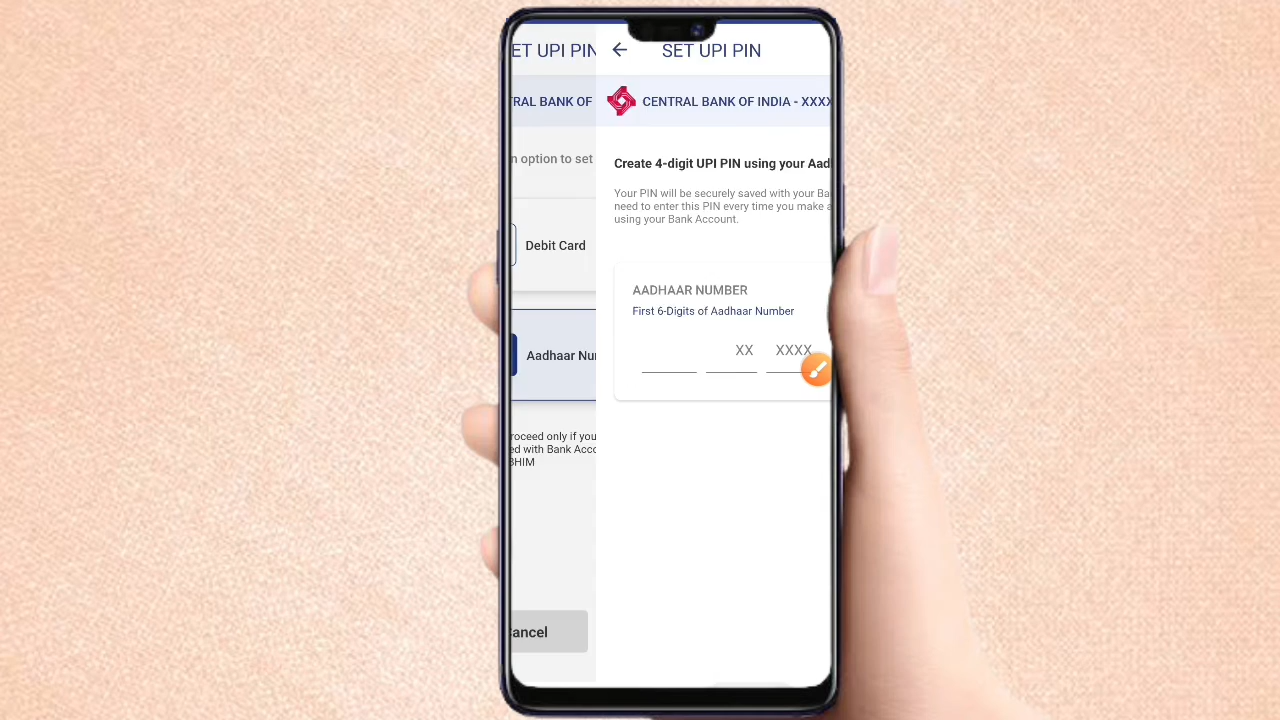 ET UPI PIN
RAL BANK OF
n option to set
Debit Card
Aadhaar Nu
roceed only if you
ed with Bank Acco
BHIM
ancel
SET UPI PIN
CENTRAL BANK OF INDIA - XXXX
Create 4-digit UPI PIN using your Aad
Your PIN will be securely saved with your Ba
need to enter this PIN every time you make a
using your Bank Account.
AADHAAR NUMBER
First 6-Digits of Aadhaar Number
XX XXXX